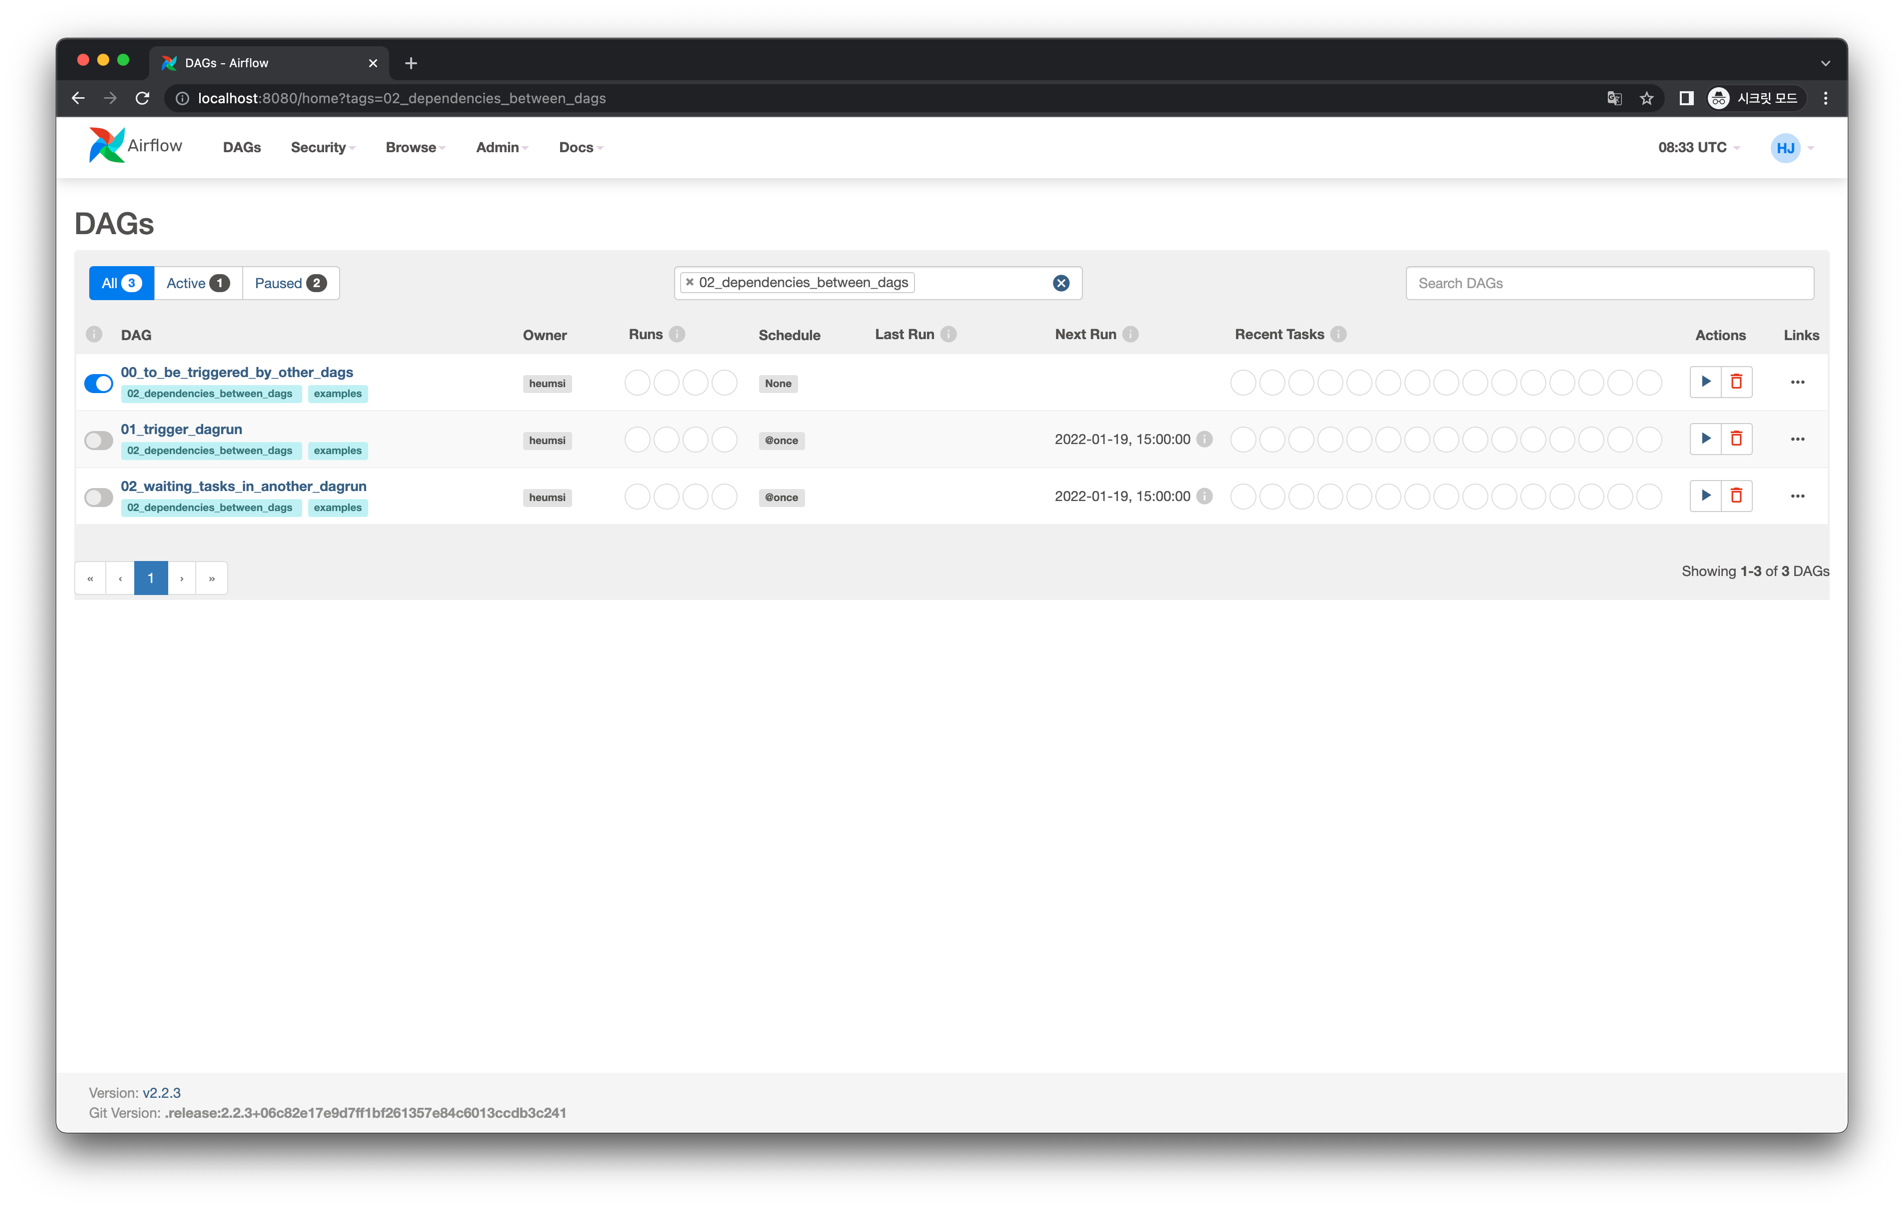 DAGs - Airflow
localhost:8080/home?tags=02_dependencies_between_dags
시크릿 모드
Airflow DAGs Security Browse Admin Docs 08:33 UTC HJ
DAGs
All 3 Active 1 Paused 2 02_dependencies_between_dags Search DAGs
DAG Owner Runs Schedule Last Run Next Run Recent Tasks Actions Links
00_to_be_triggered_by_other_dags
02_dependencies_between_dags examples heumsi None
01_trigger_dagrun
02_dependencies_between_dags examples heumsi @once 2022-01-19, 15:00:00
02_waiting_tasks_in_another_dagrun
02_dependencies_between_dags examples heumsi @once 2022-01-19, 15:00:00
« ‹ 1 › » Showing 1-3 of 3 DAGs
Version: v2.2.3
Git Version: .release:2.2.3+06c82e17e9d7ff1bf261357e84c6013ccdb3c241